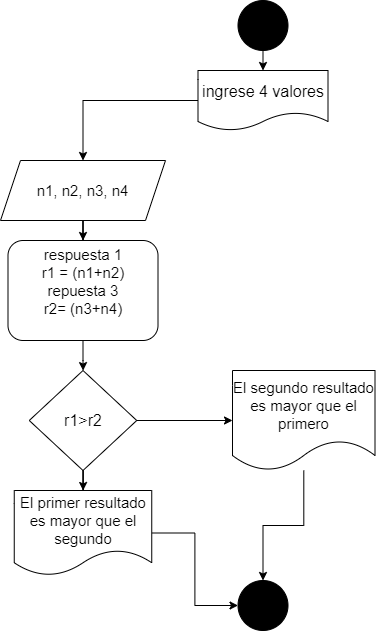 ingrese 4 valores
n1, n2, n3, n4
respuesta 1
r1 = (n1+n2)
repuesta 3
r2= (n3+n4)
r1>r2
El segundo resultado
es mayor que el
primero
El primer resultado
es mayor que el
segundo